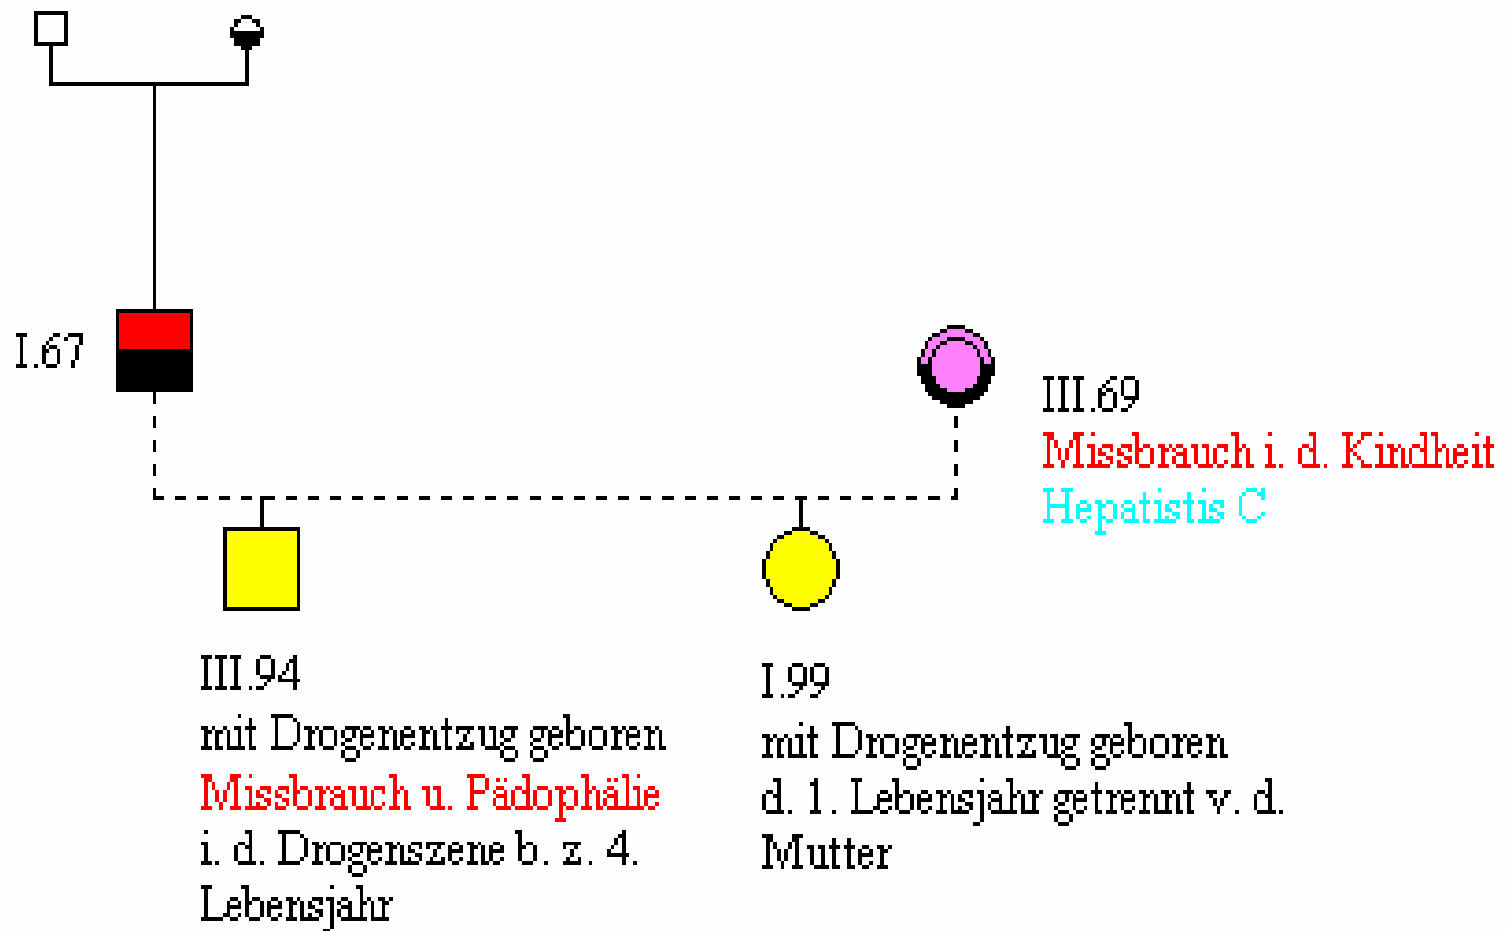 I.67
III.69
Missbrauch i. d. Kindheit
Hepatistis C
III.94
mit Drogenentzug geboren
Missbrauch u. Pädophälie
i. d. Drogenszene b. z. 4.
Lebensjahr
I.99
mit Drogenentzug geboren
d. 1. Lebensjahr getrennt v. d.
Mutter